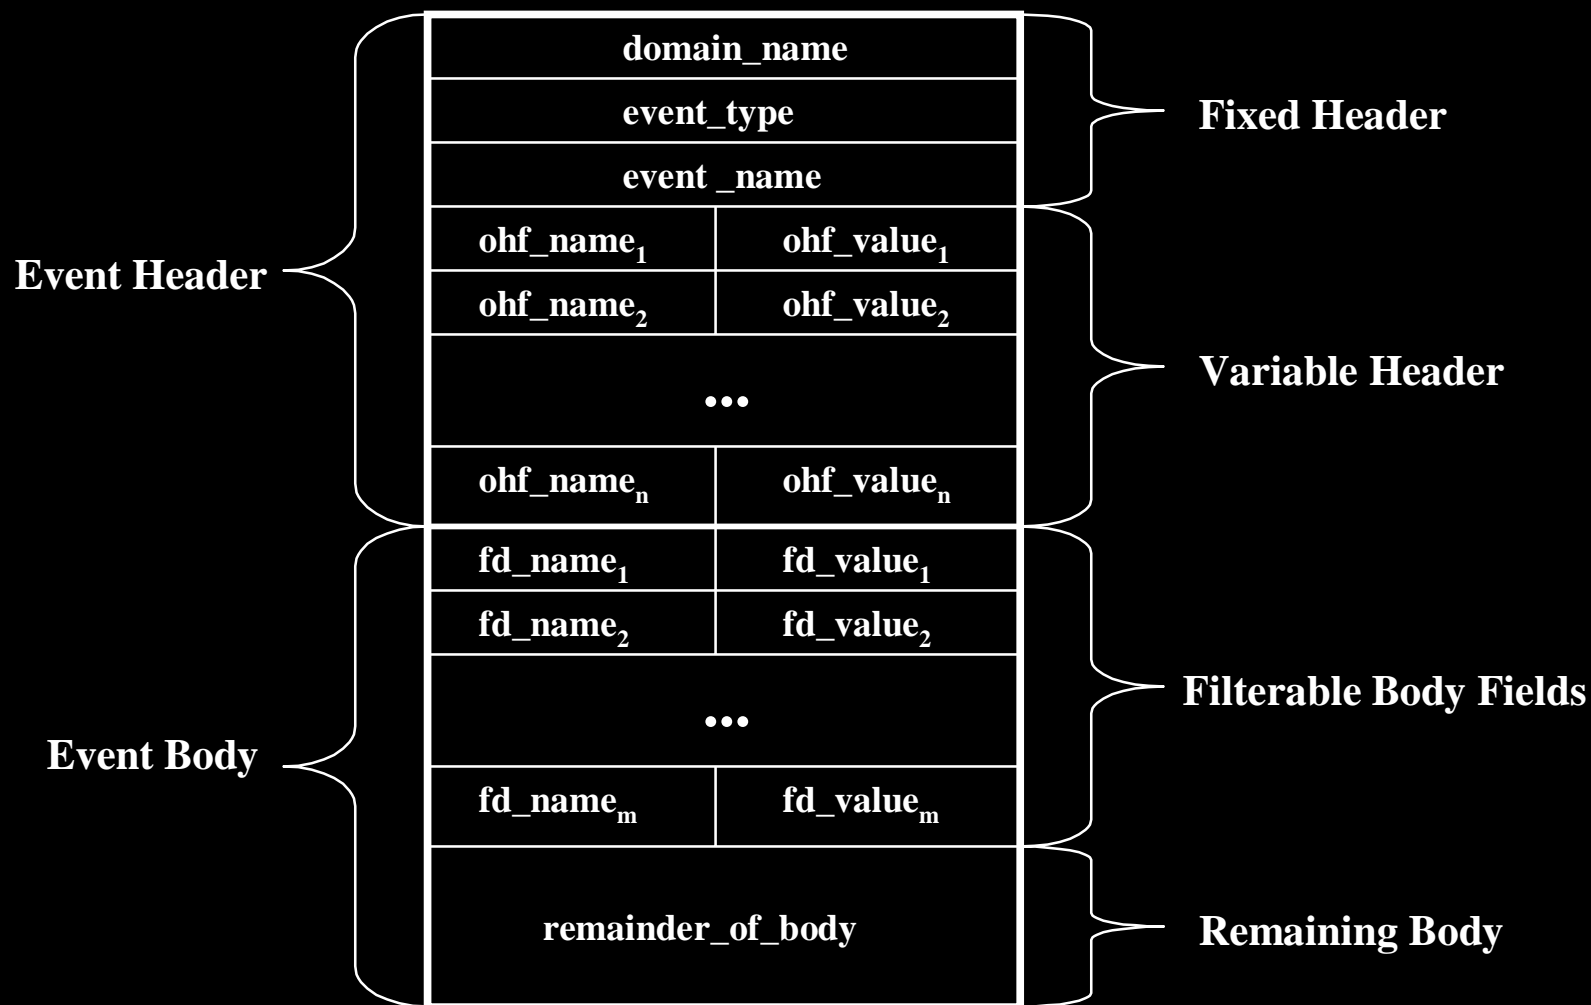 domain_name
event_type
Fixed Header
event _name
ohf_name1 ohf_value1
Event Header
ohf_name2 ohf_value2
Variable Header
...
ohf_namen ohf_valuen
fd_name1 fd_value1
fd_name2 fd_value2
Filterable Body Fields
...
Event Body
fd_namem fd_valuem
remainder_of_body
Remaining Body